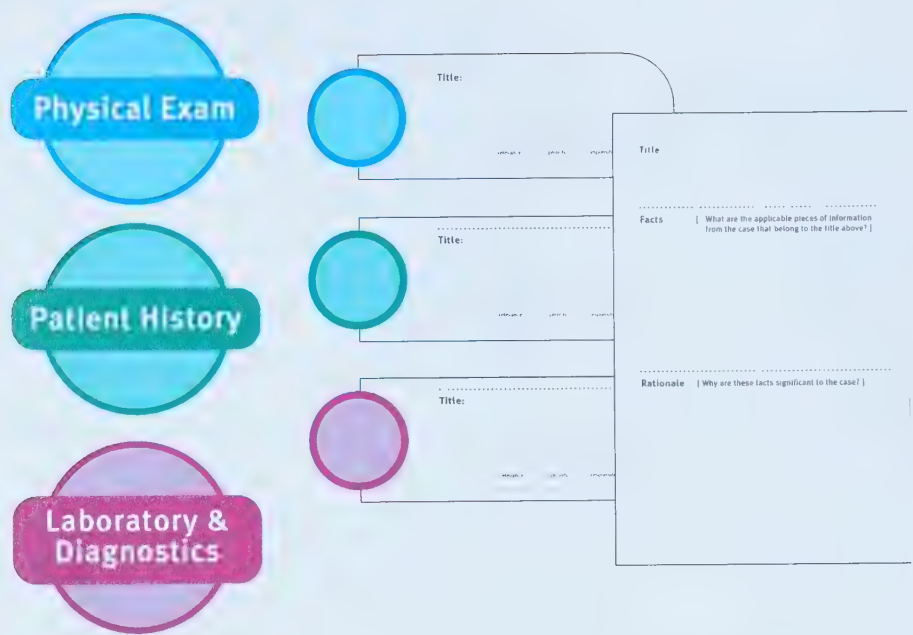 Physical Exam
Patient History
Laboratory &
Diagnostics
Title:
Title:
Title:
Title
Facts [ What are the applicable pieces of information
from the case that belong to the title above? ]
Rationale [ Why are these facts significant to the case? ]